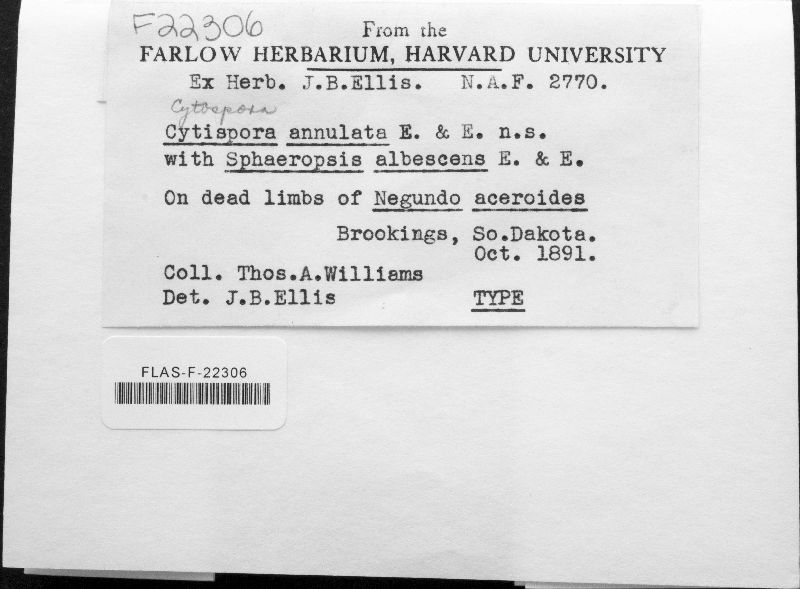 F22306
From the
FARLOW HERBARIUM, HARVARD UNIVERSITY
Ex Herb. J.B.Ellis. N.A.F. 2770.
Cytospora
Cytispora annulata E. & E. n.s.
with Sphaeropsis albescens E. & E.
On dead limbs of Negundo aceroides
Brookings, So.Dakota.
Oct. 1891.
Coll. Thos.A.Williams
Det. J.B.Ellis TYPE
FLAS-F-22306